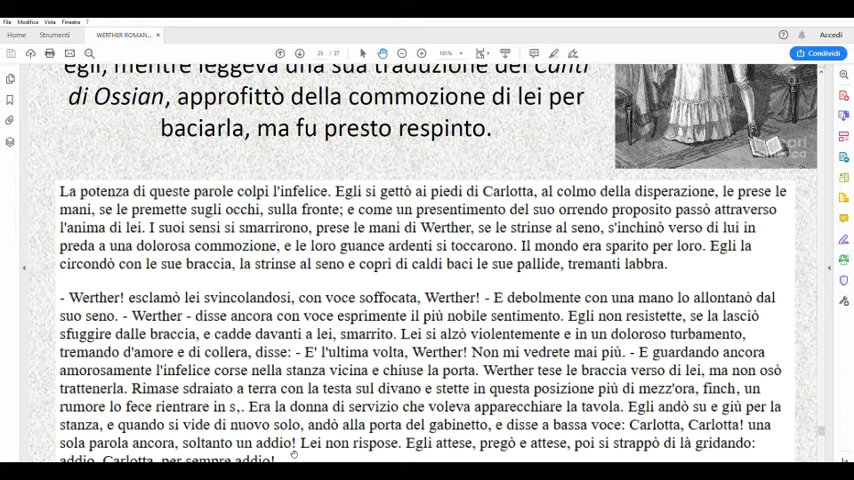 File Modifica Vista Finestra ?
Home Strumenti WERTHER ROMAN... × Accedi
25 / 27 161% Condividi
egli, mentre leggeva una sua traduzione dei Canti
di Ossian, approfittò della commozione di lei per
baciarla, ma fu presto respinto.
La potenza di queste parole colpì l'infelice. Egli si gettò ai piedi di Carlotta, al colmo della disperazione, le prese le
mani, se le premette sugli occhi, sulla fronte; e come un presentimento del suo orrendo proposito passò attraverso
l'anima di lei. I suoi sensi si smarrirono, prese le mani di Werther, se le strinse al seno, s'inchinò verso di lui in
preda a una dolorosa commozione, e le loro guance ardenti si toccarono. Il mondo era sparito per loro. Egli la
circondò con le sue braccia, la strinse al seno e coprì di caldi baci le sue pallide, tremanti labbra.
- Werther! esclamò lei svincolandosi, con voce soffocata, Werther! - E debolmente con una mano lo allontanò dal
suo seno. - Werther - disse ancora con voce esprimente il più nobile sentimento. Egli non resistette, se la lasciò
sfuggire dalle braccia, e cadde davanti a lei, smarrito. Lei si alzò violentemente e in un doloroso turbamento,
tremando d'amore e di collera, disse: - E' l'ultima volta, Werther! Non mi vedrete mai più. - E guardando ancora
amorosamente l'infelice corse nella stanza vicina e chiuse la porta. Werther tese le braccia verso di lei, ma non osò
trattenerla. Rimase sdraiato a terra con la testa sul divano e stette in questa posizione più di mezz'ora, finch, un
rumore lo fece rientrare in s,. Era la donna di servizio che voleva apparecchiare la tavola. Egli andò su e giù per la
stanza, e quando si vide di nuovo solo, andò alla porta del gabinetto, e disse a bassa voce: Carlotta, Carlotta! una
sola parola ancora, soltanto un addio! Lei non rispose. Egli attese, pregò e attese, poi si strappò di là gridando:
addio, Carlotta, per sempre addio!